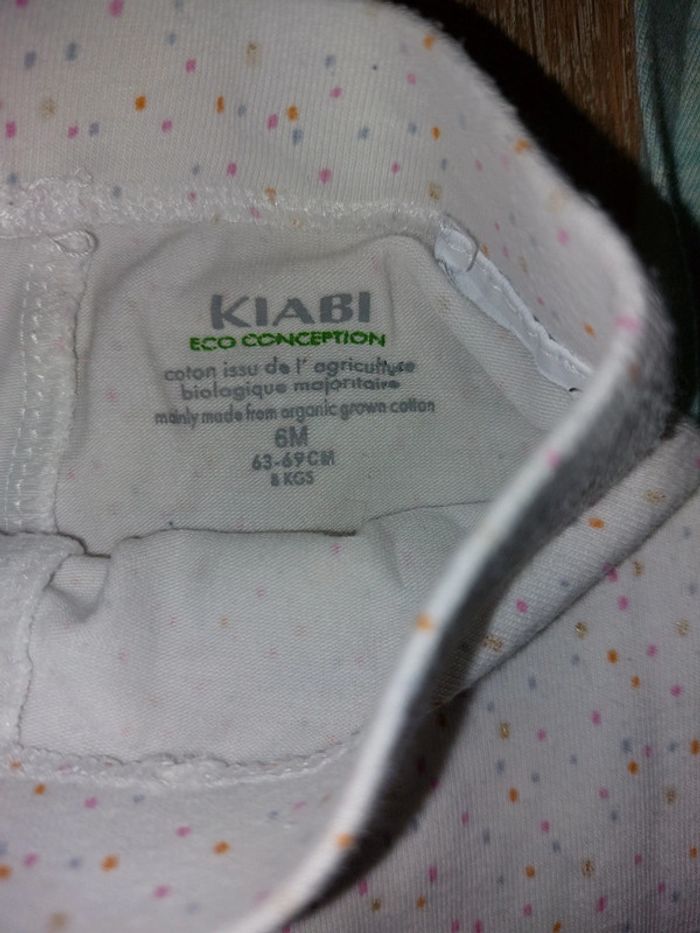 KIABI
ECO CONCEPTION
coton issu de l' agriculture
biologique majoritaire
mainly made from organic grown cotton
6M
63-69CM
8 KGS